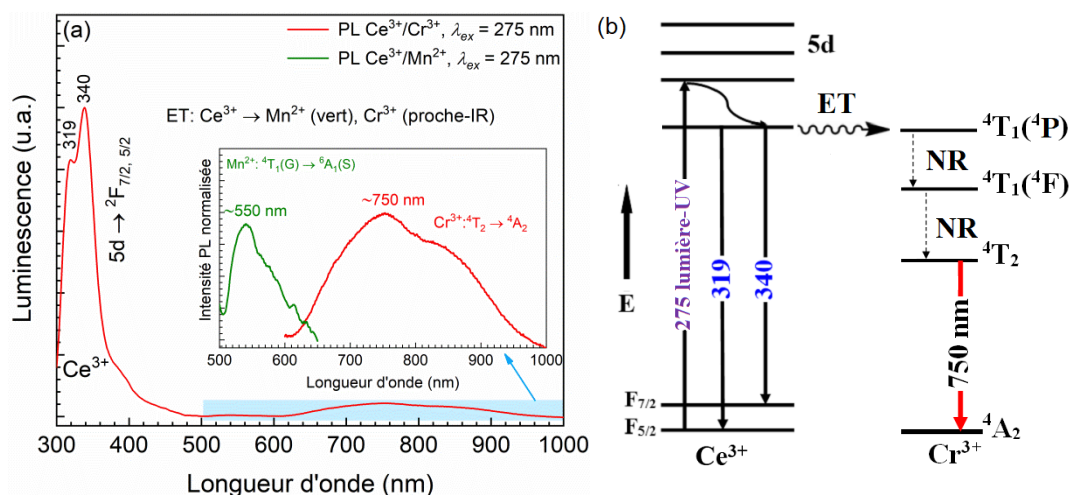 (a)
PL Ce³⁺/Cr³⁺, λex = 275 nm
PL Ce³⁺/Mn²⁺, λex = 275 nm
319
340
ET: Ce³⁺ → Mn²⁺ (vert), Cr³⁺ (proche-IR)
5d → ²F7/2, 5/2
Mn²⁺: ⁴T₁(G) → ⁶A₁(S)
~550 nm
~750 nm
Cr³⁺:⁴T₂ → ⁴A₂
Intensité PL normalisée
500 600 700 800 900 1000
Longueur d'onde (nm)
Ce³⁺
Luminescence (u.a.)
300 400 500 600 700 800 900 1000
Longueur d'onde (nm)
(b)
5d
ET
⁴T₁(⁴P)
NR
⁴T₁(⁴F)
NR
⁴T₂
E
275 lumière-UV
319
340
750 nm
F7/2
F5/2
⁴A₂
Ce³⁺
Cr³⁺